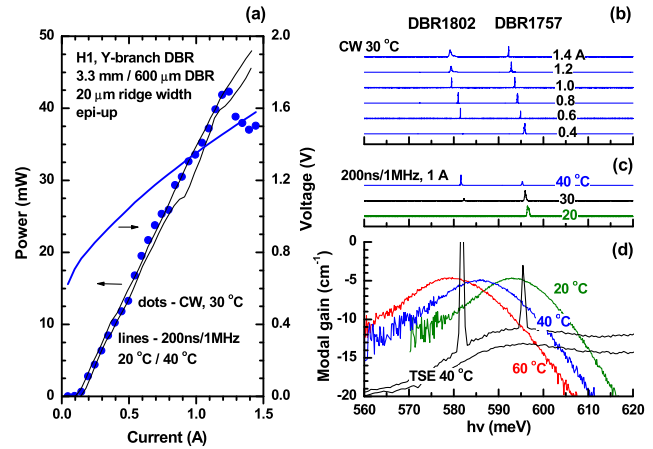 (a)
50
40
30
20
10
0
Power (mW)
H1, Y-branch DBR
3.3 mm / 600 µm DBR
20 µm ridge width
epi-up
dots - CW, 30 °C
lines - 200ns/1MHz
20 °C / 40 °C
2.0
1.6
1.2
0.8
0.4
0.0
Voltage (V)
0.0 0.5 1.0 1.5
Current (A)
DBR1802 DBR1757 (b)
CW 30 °C
1.4 A
1.2
1.0
0.8
0.6
0.4
(c)
200ns/1MHz, 1 A
40 °C
30
20
(d)
0
-5
-10
-15
-20
Modal gain (cm⁻¹)
20 °C
40 °C
60 °C
TSE 40 °C
560 570 580 590 600 610 620
hν (meV)